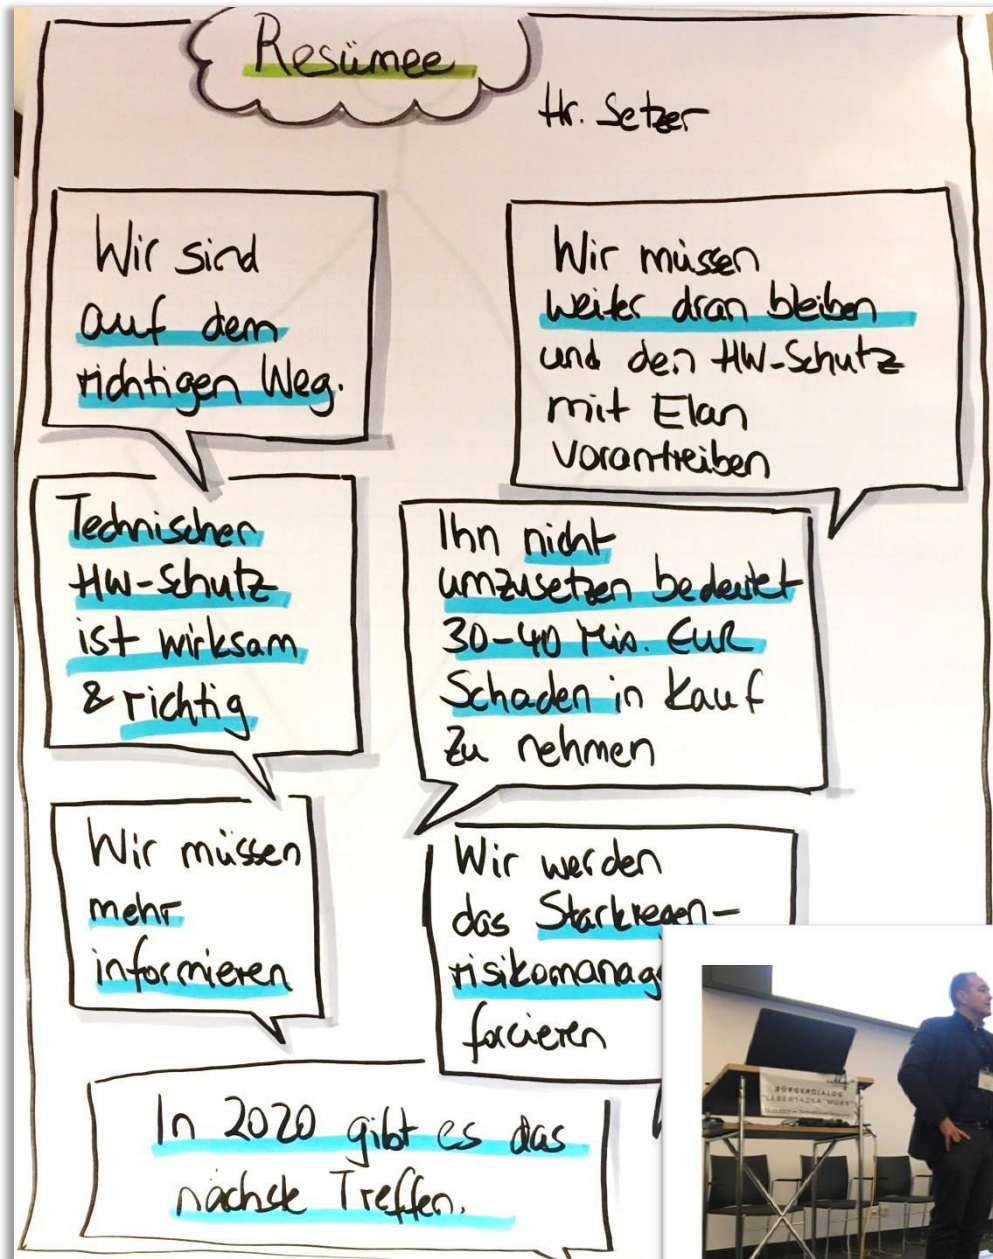 Resümee
Hr. Setzer
Wir sind
auf dem
richtigen Weg.
Wir müssen
weiter dran bleiben
und den HW-Schutz
mit Elan
vorantreiben
Technischer
HW-Schutz
ist wirksam
& richtig
Ihn nicht
umzusetzen bedeutet
30-40 Mio. EUR
Schaden in Kauf
zu nehmen
Wir müssen
mehr
informieren
Wir werden
das Starkregen-
risikomanag
forcieren
In 2020 gibt es das
nächste Treffen.
BÜRGERDIALOG